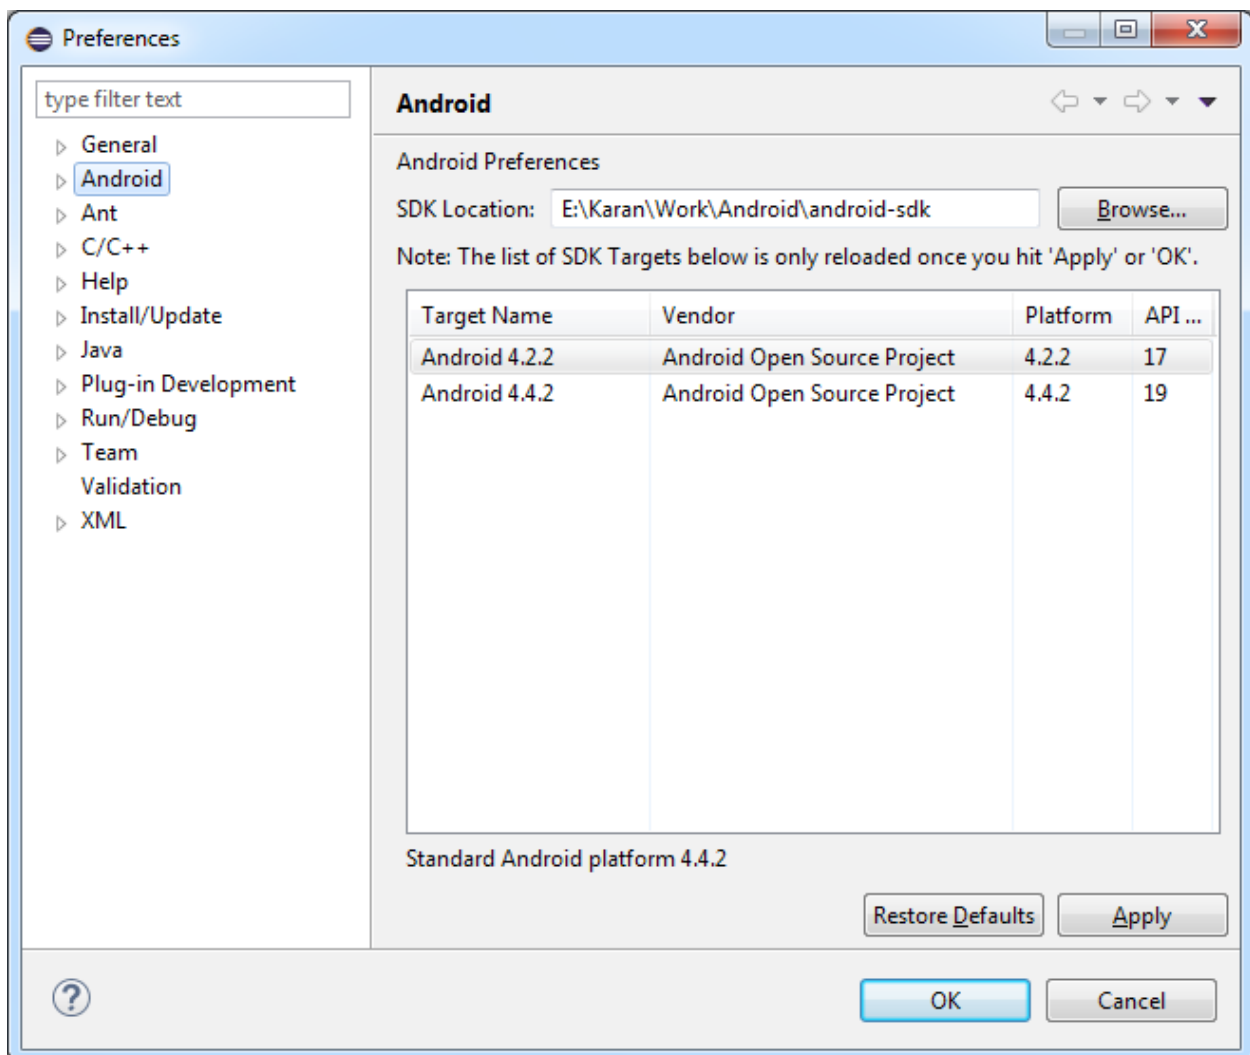 Preferences
type filter text
General
Android
Ant
C/C++
Help
Install/Update
Java
Plug-in Development
Run/Debug
Team
Validation
XML
Android
Android Preferences
SDK Location: E:\Karan\Work\Android\android-sdk Browse...
Note: The list of SDK Targets below is only reloaded once you hit 'Apply' or 'OK'.
Target Name Vendor Platform API ...
Android 4.2.2 Android Open Source Project 4.2.2 17
Android 4.4.2 Android Open Source Project 4.4.2 19
Standard Android platform 4.4.2
Restore Defaults Apply
? OK Cancel